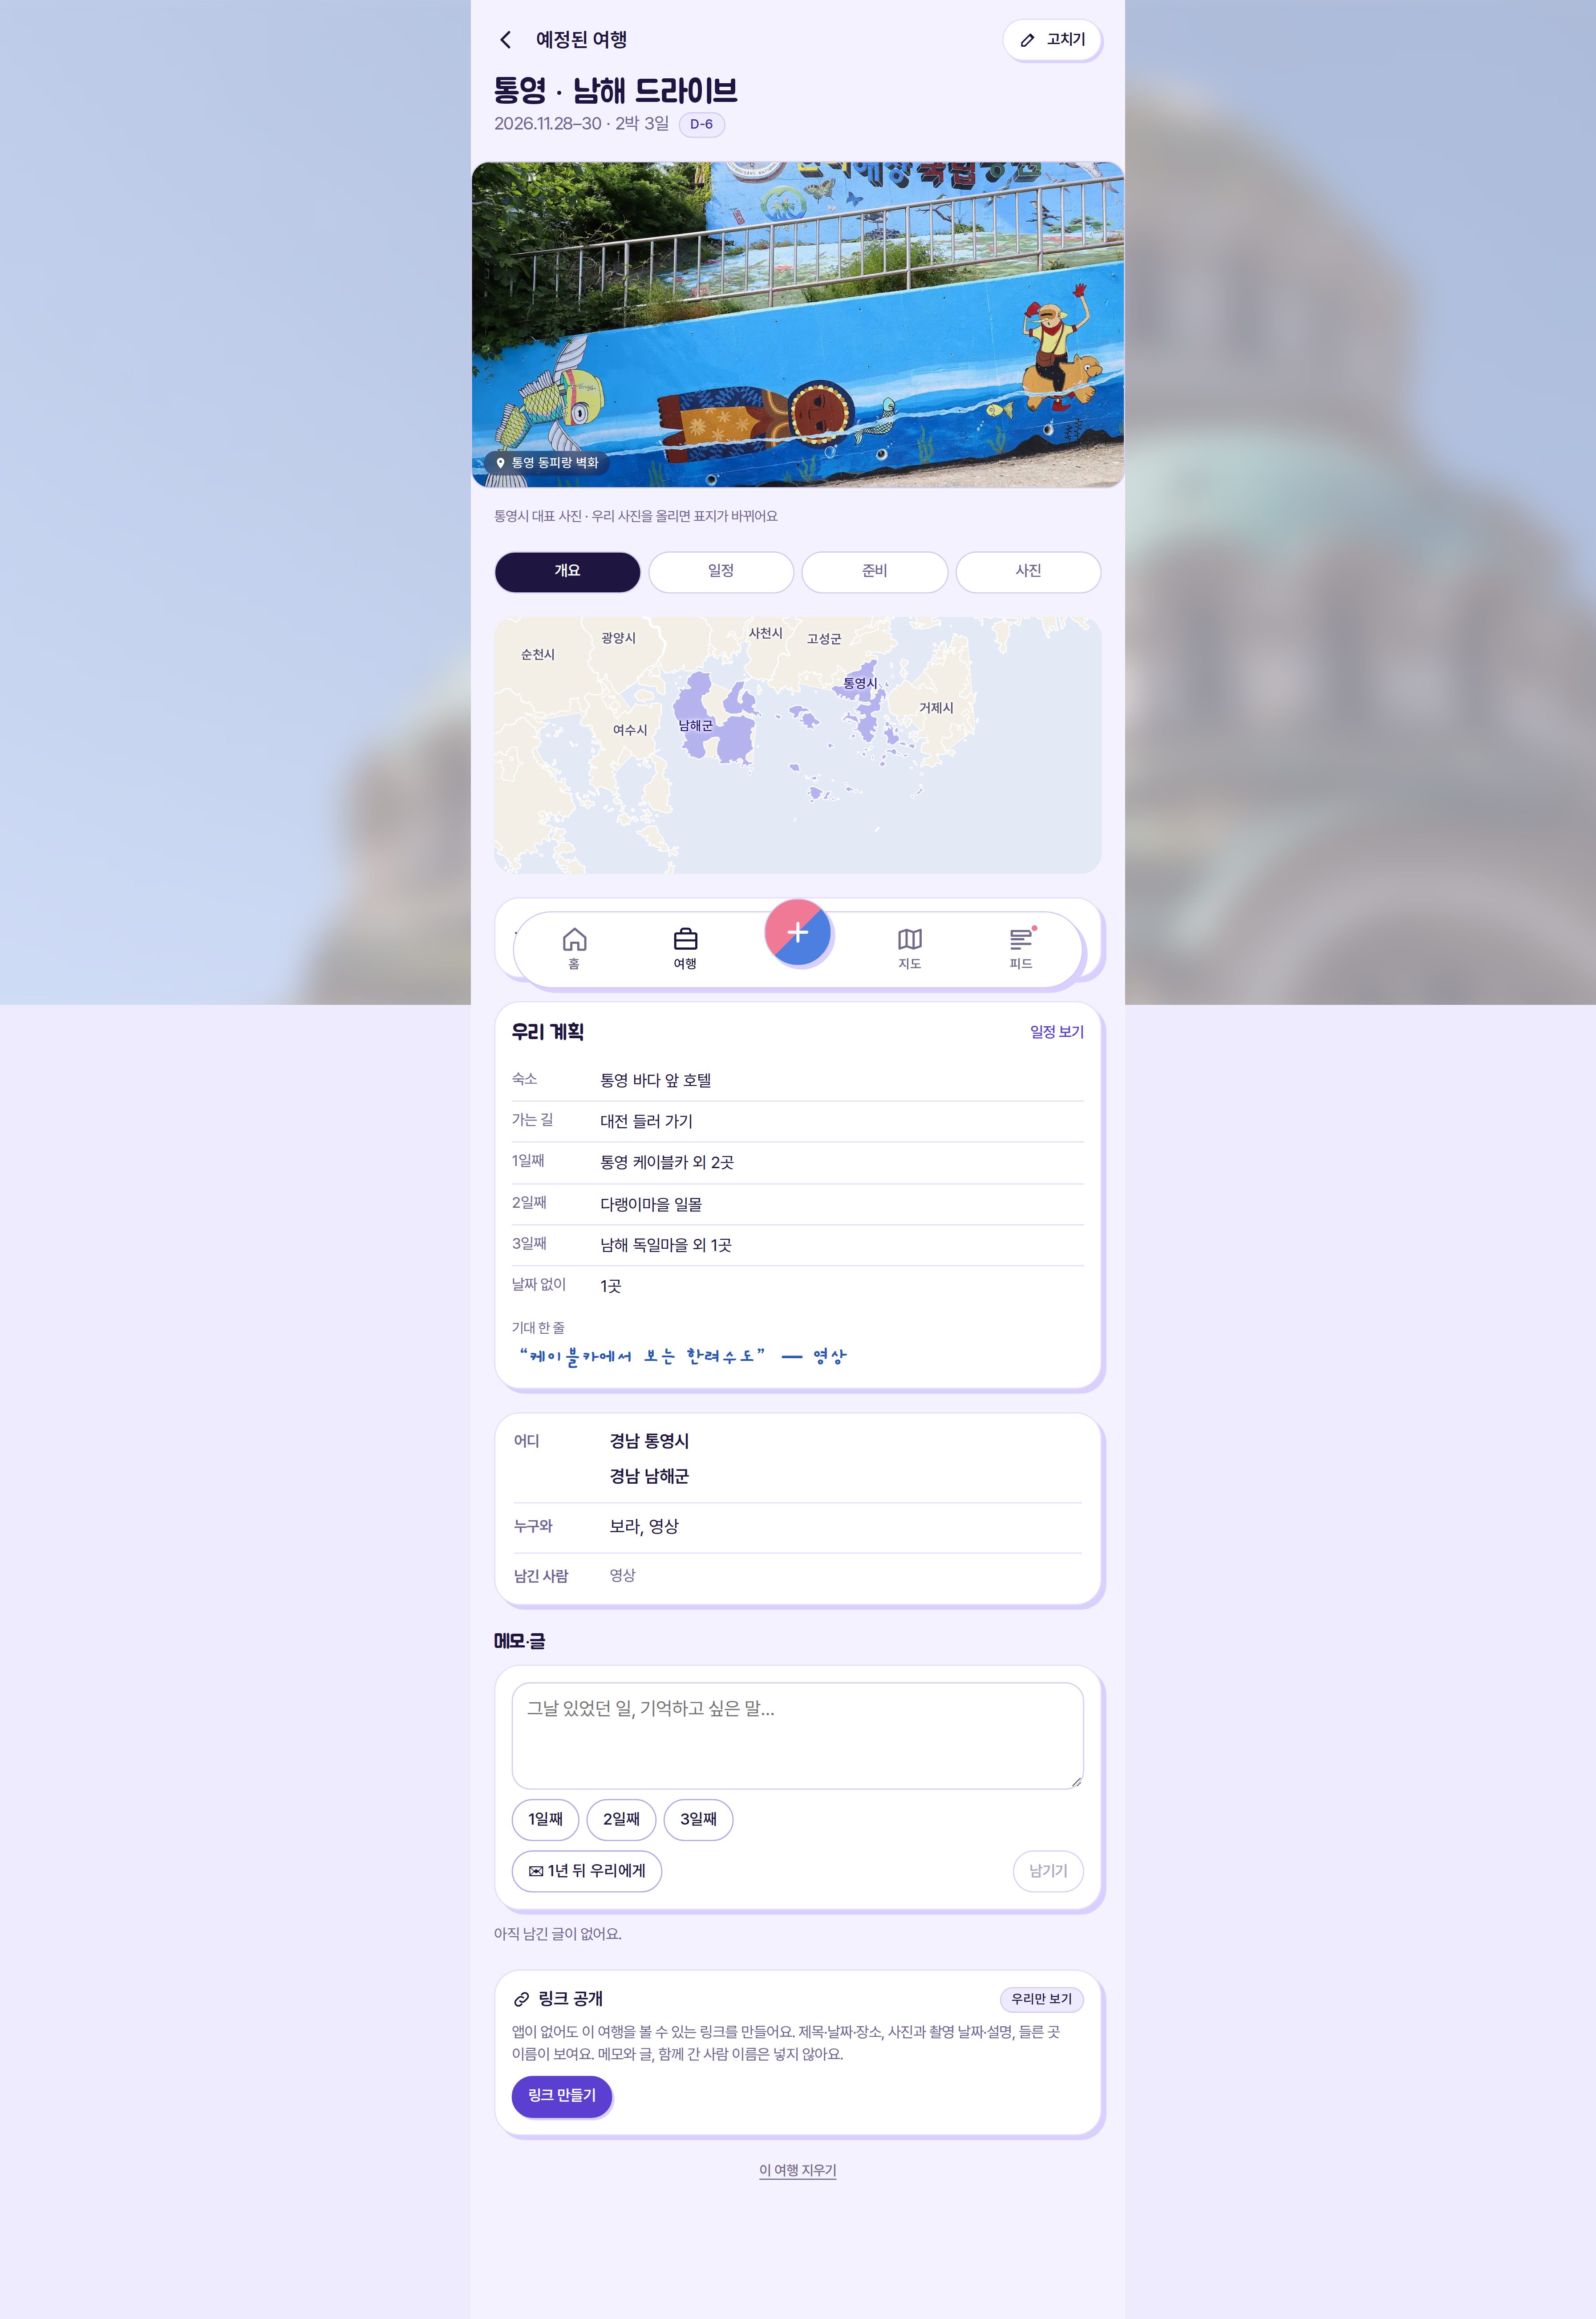 예정된 여행
고치기
통영 · 남해 드라이브
2026.11.28–30 · 2박 3일 D-6
통영 동피랑 벽화
통영시 대표 사진 · 우리 사진을 올리면 표지가 바뀌어요
개요 일정 준비 사진
순천시
광양시
사천시
고성군
통영시
거제시
여수시
남해군
홈
여행
지도
피드
우리 계획
일정 보기
숙소 통영 바다 앞 호텔
가는 길 대전 들러 가기
1일째 통영 케이블카 외 2곳
2일째 다랭이마을 일몰
3일째 남해 독일마을 외 1곳
날짜 없이 1곳
기대 한 줄
“케이블카에서 보는 한려수도” — 영상
어디 경남 통영시
경남 남해군
누구와 보라, 영상
남긴 사람 영상
메모·글
그날 있었던 일, 기억하고 싶은 말...
1일째 2일째 3일째
✉ 1년 뒤 우리에게
남기기
아직 남긴 글이 없어요.
링크 공개
우리만 보기
앱이 없어도 이 여행을 볼 수 있는 링크를 만들어요. 제목·날짜·장소, 사진과 촬영 날짜·설명, 들른 곳
이름이 보여요. 메모와 글, 함께 간 사람 이름은 넣지 않아요.
링크 만들기
이 여행 지우기